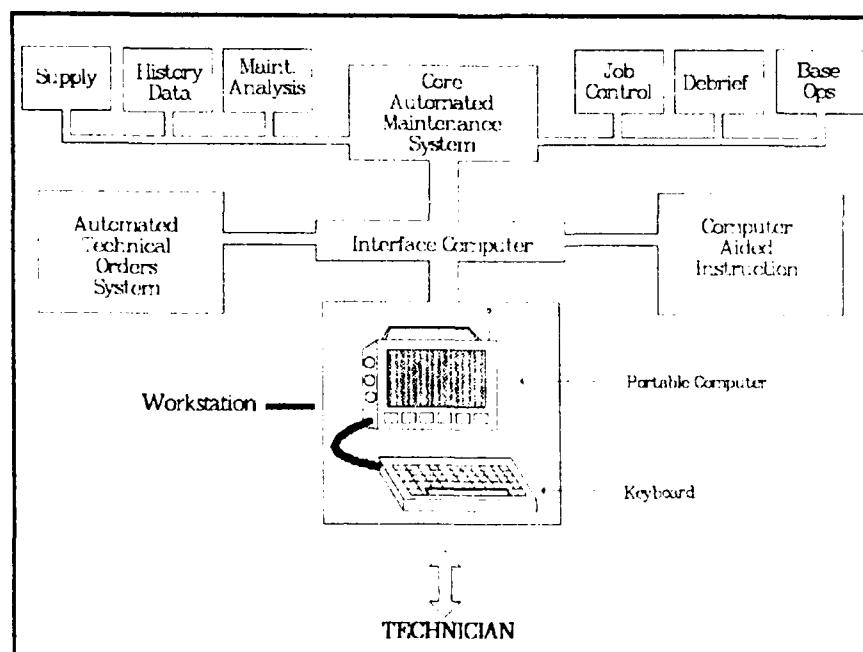 Supply
History
Data
Maint.
Analysis
Core
Automated
Maintenance
System
Job
Control
Debrief
Base
Ops
Automated
Technical
Orders
System
Interface Computer
Computer
Aided
Instruction
Workstation
Portable Computer
Keyboard
TECHNICIAN